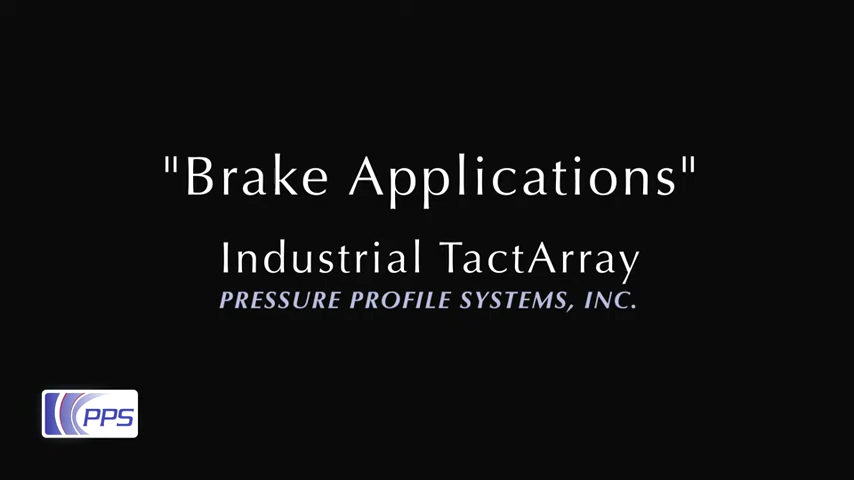 "Brake Applications"
Industrial TactArray
PRESSURE PROFILE SYSTEMS, INC.
PPS